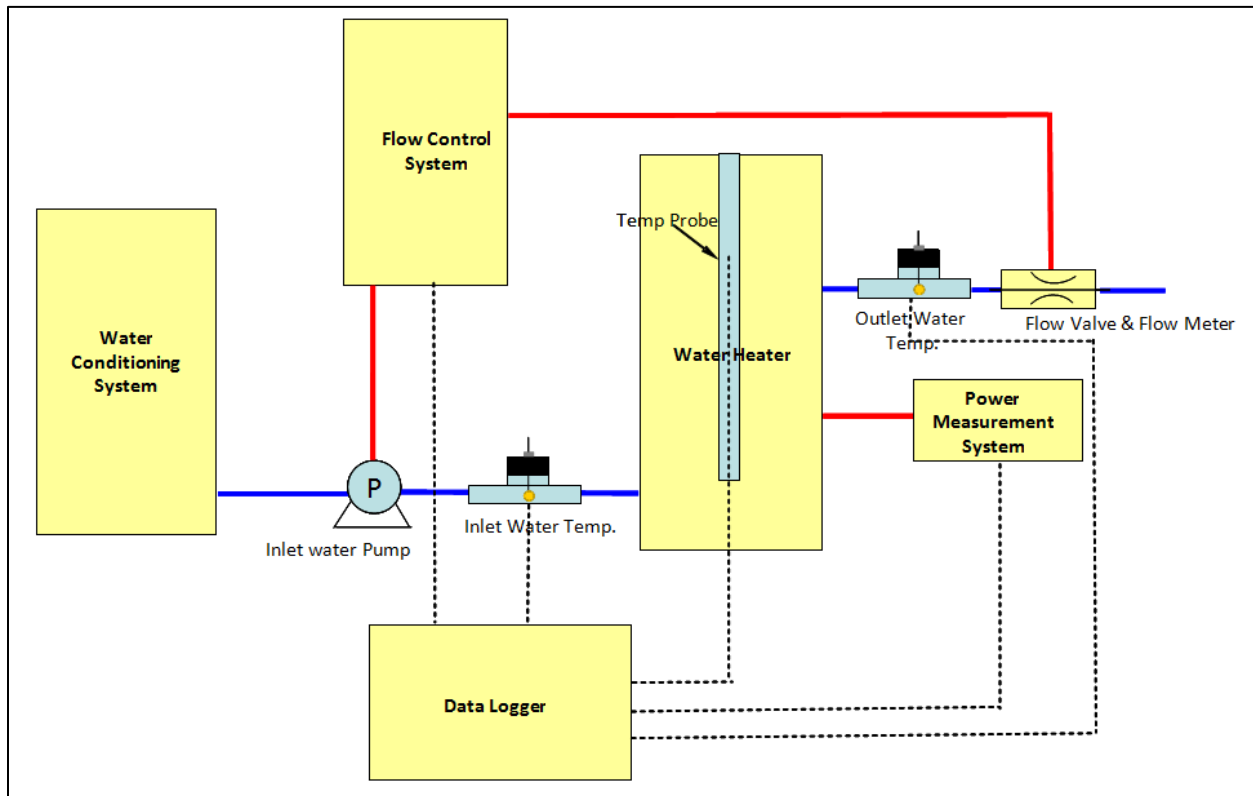 Flow Control
System
Temp Probe
Water
Conditioning
System
Water Heater
Outlet Water
Temp.
Flow Valve & Flow Meter
Power
Measurement
System
P
Inlet water Pump
Inlet Water Temp.
Data Logger